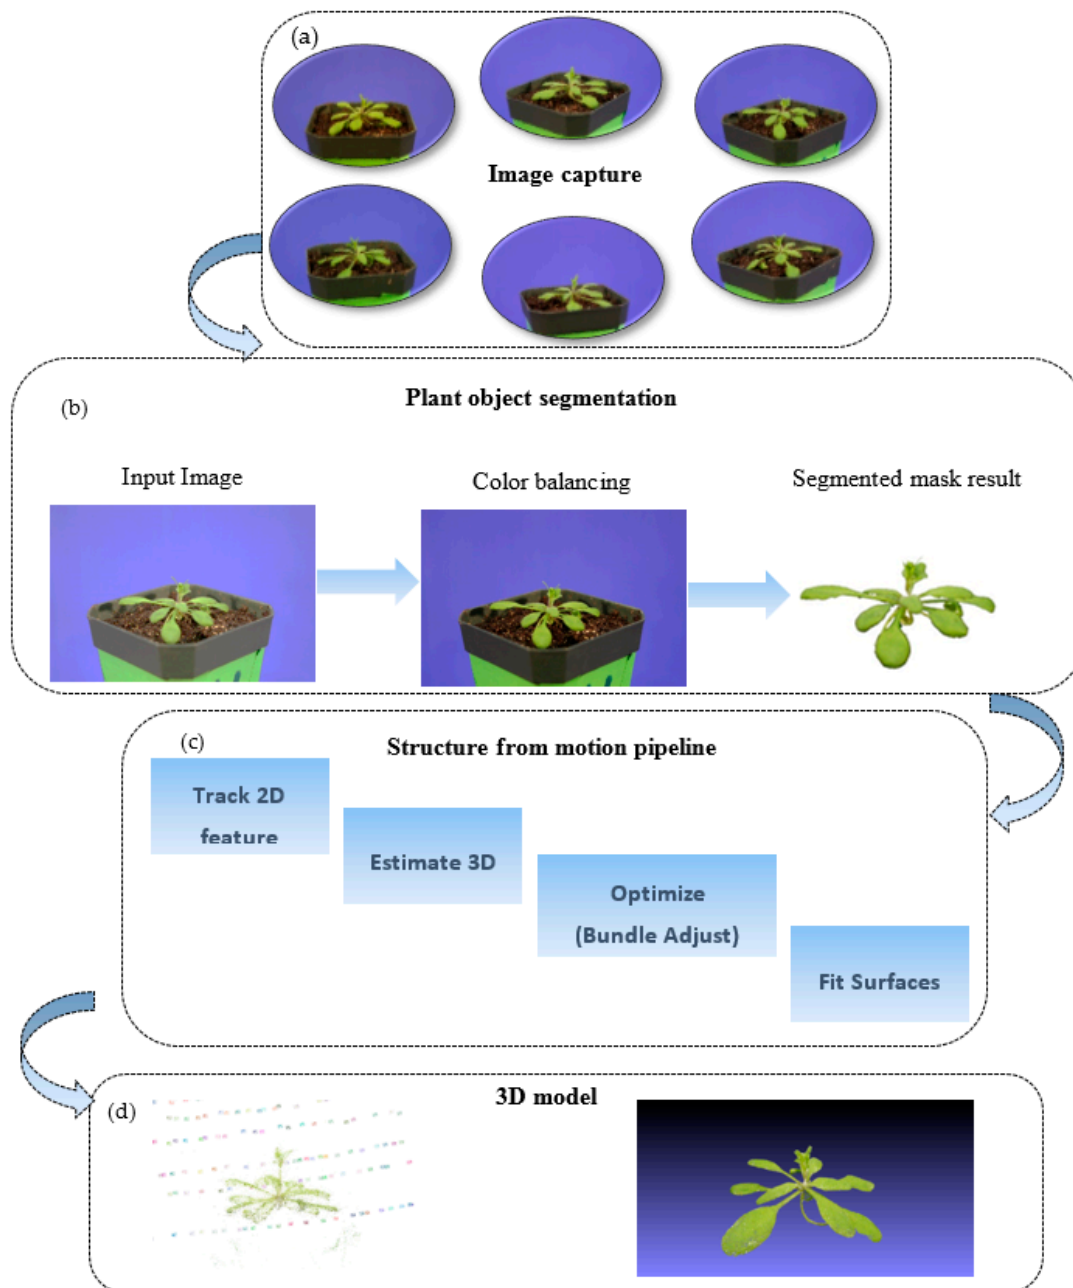 (a)
Image capture
(b)
Plant object segmentation
Input Image
Color balancing
Segmented mask result
(c)
Structure from motion pipeline
Track 2D
feature
Estimate 3D
Optimize
(Bundle Adjust)
Fit Surfaces
3D model
(d)